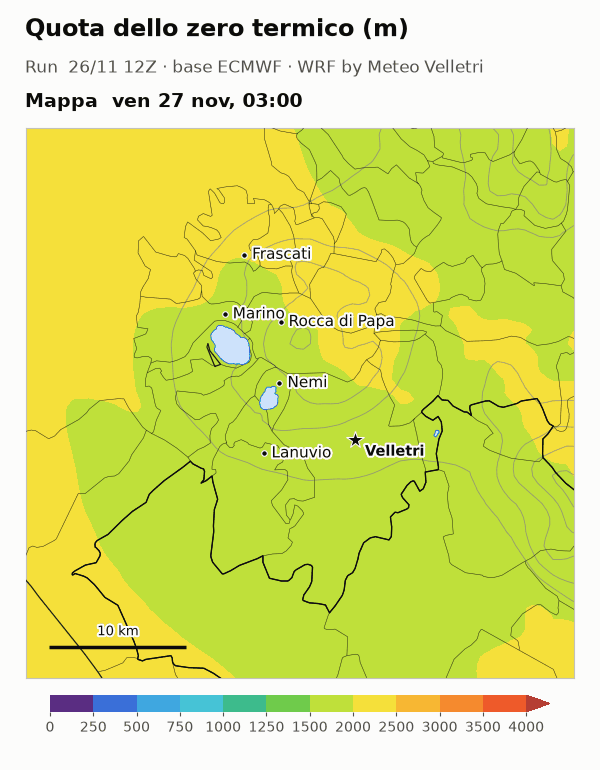 Quota dello zero termico (m)
Run  26/11 12Z · base ECMWF · WRF by Meteo Velletri
Mappa  ven 27 nov, 03:00
Frascati
Marino
Rocca di Papa
Nemi
Velletri
Lanuvio
10 km
0 250 500 750 1000 1250 1500 2000 2500 3000 3500 4000